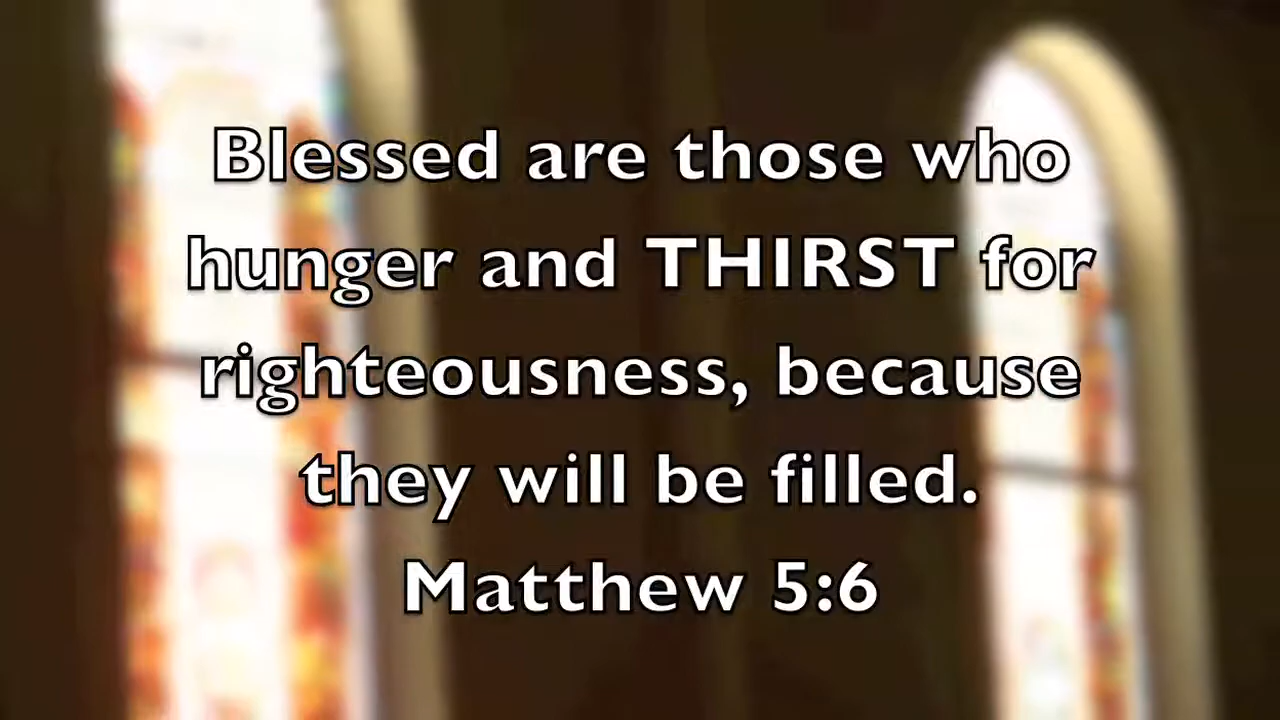 Blessed are those who
hunger and THIRST for
righteousness, because
they will be filled.
Matthew 5:6